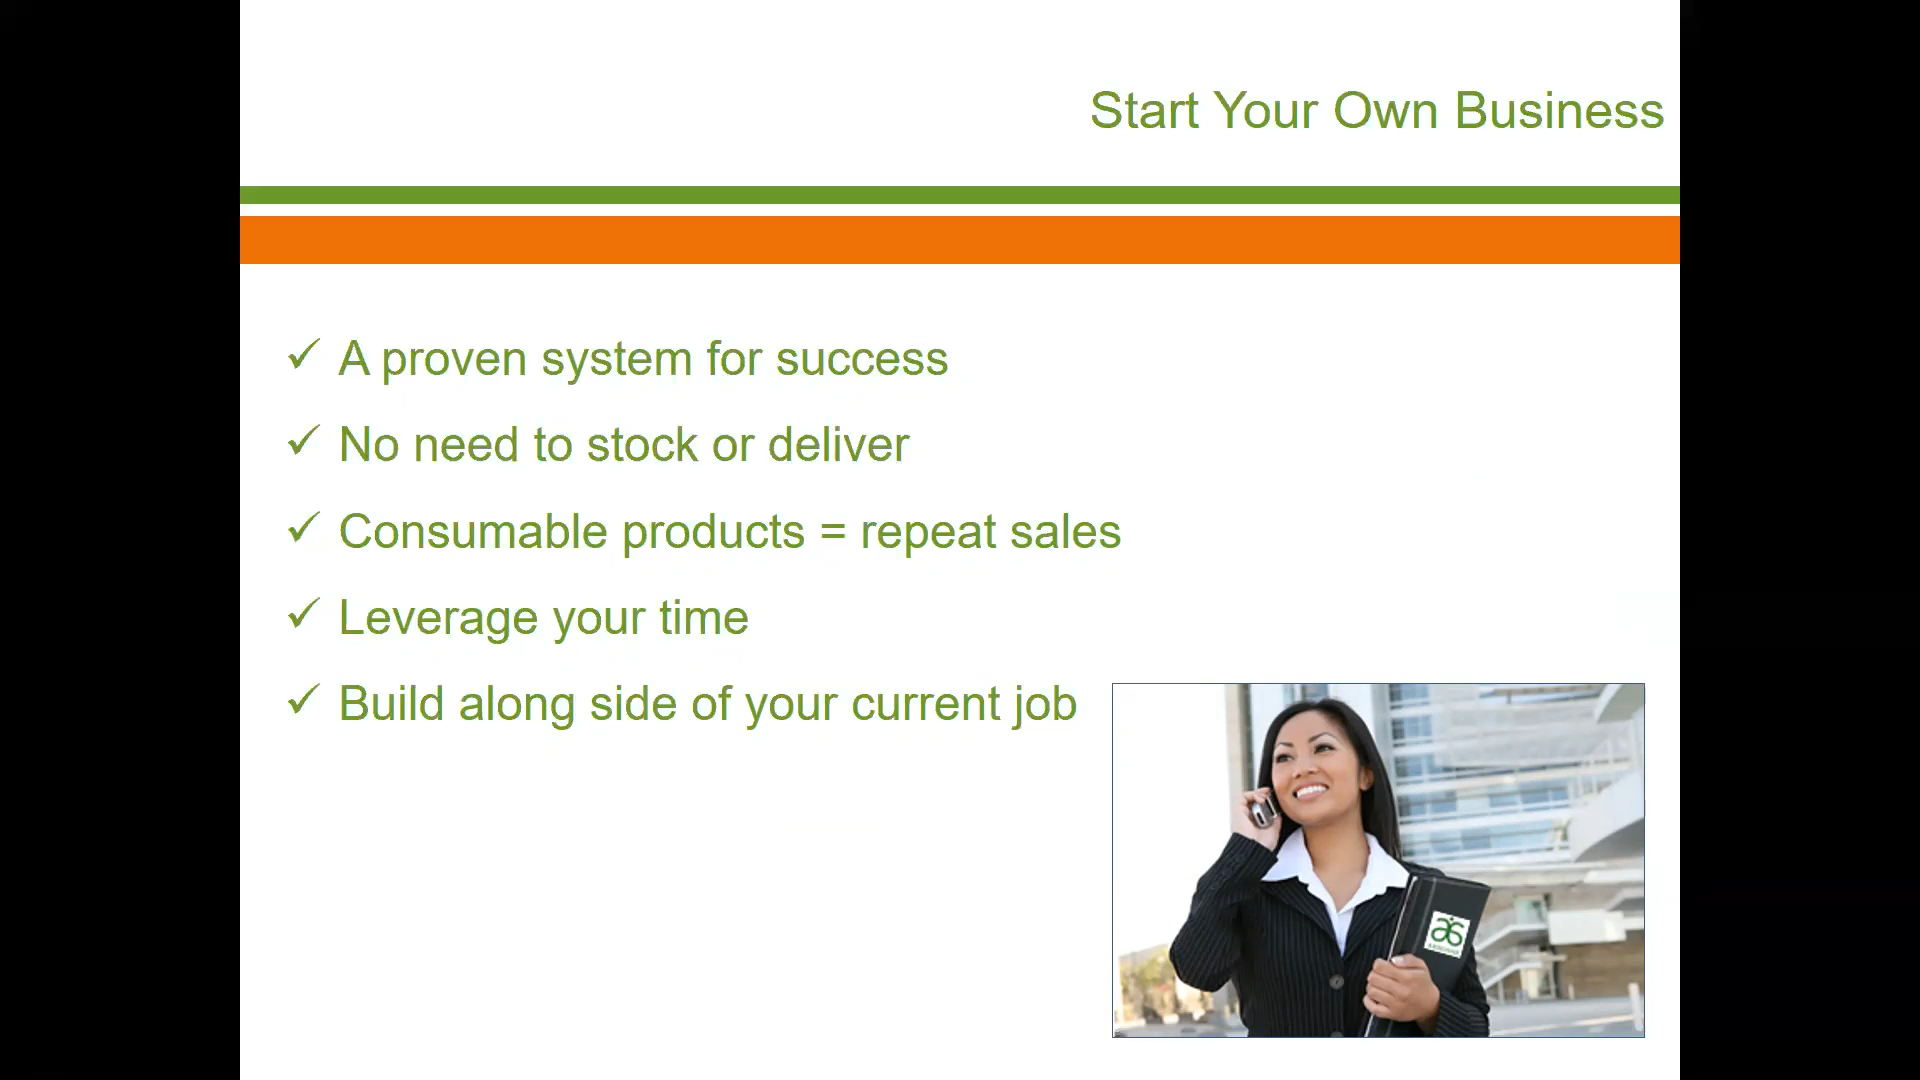 Start Your Own Business
✓ A proven system for success
✓ No need to stock or deliver
✓ Consumable products = repeat sales
✓ Leverage your time
✓ Build along side of your current job